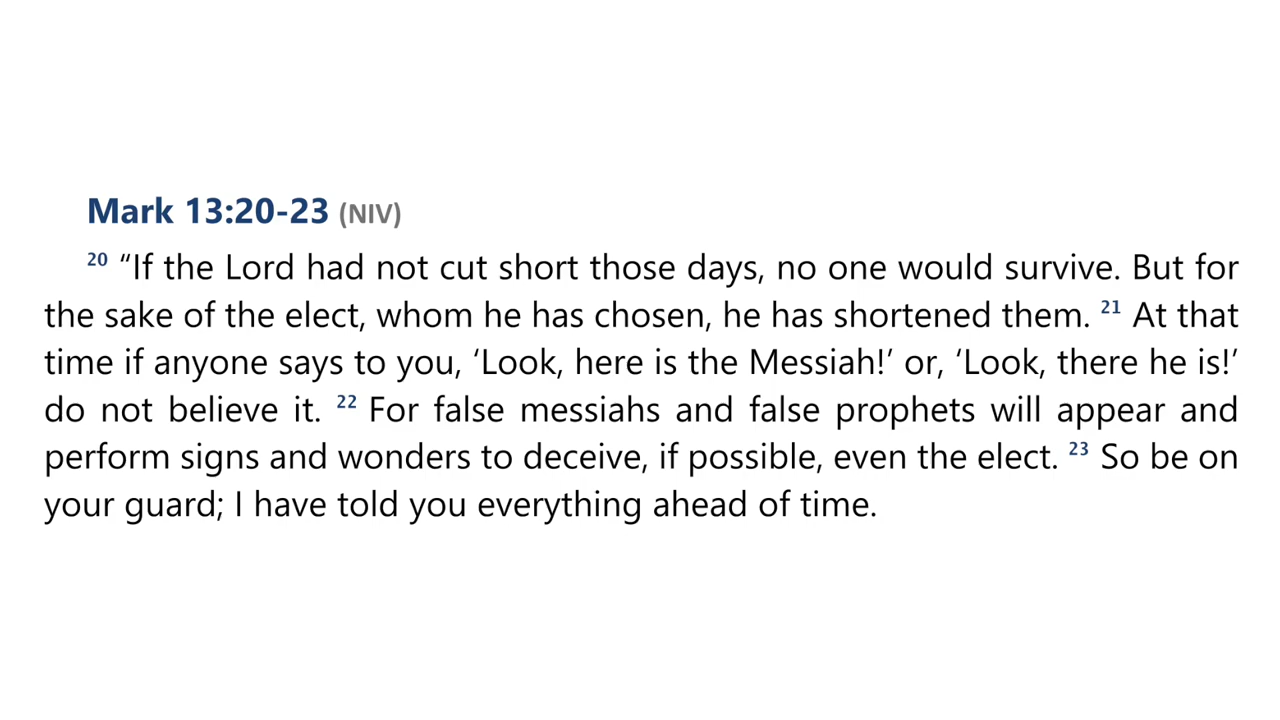 Mark 13:20-23 (NIV)
20 “If the Lord had not cut short those days, no one would survive. But for
the sake of the elect, whom he has chosen, he has shortened them. 21 At that
time if anyone says to you, ‘Look, here is the Messiah!’ or, ‘Look, there he is!’
do not believe it. 22 For false messiahs and false prophets will appear and
perform signs and wonders to deceive, if possible, even the elect. 23 So be on
your guard; I have told you everything ahead of time.